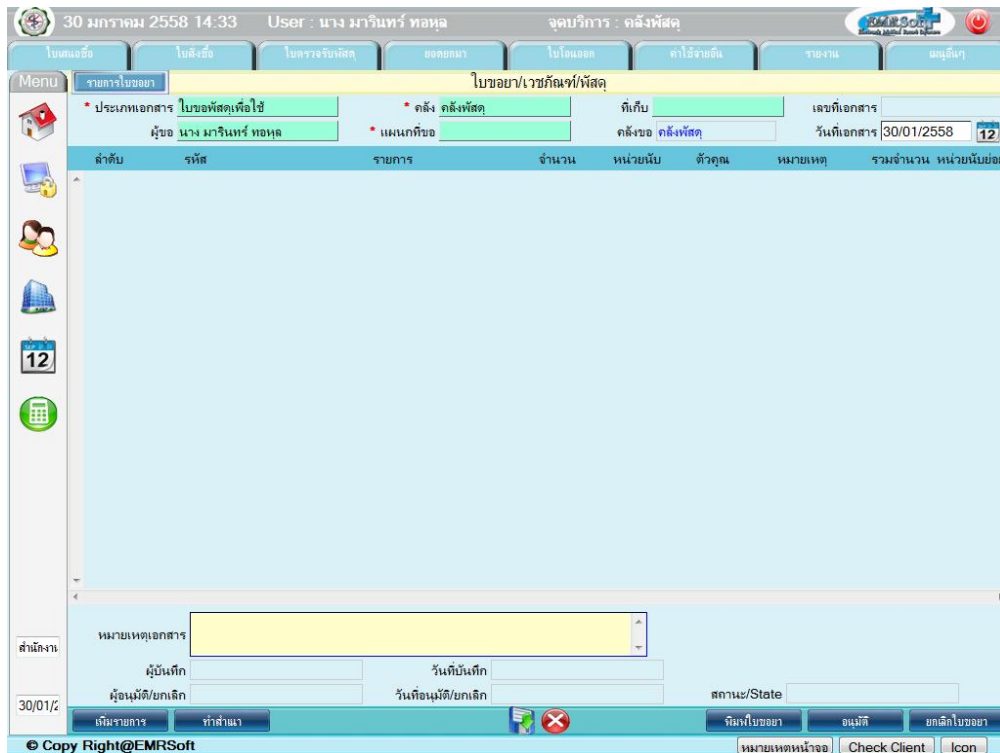 30 มกราคม 2558 14:33 User : นาง มารินทร์ ทอหุล จุดบริการ : คลังพัสดุ EMRSoft
ใบเสนอซื้อ ใบสั่งซื้อ ใบตรวจรับพัสดุ ยอดยกมา ใบโอนออก ค่าใช้จ่ายอื่น รายงาน เมนูอื่นๆ
Menu รายการใบขอยา ใบขอยา/เวชภัณฑ์/พัสดุ
* ประเภทเอกสาร ใบขอพัสดุเพื่อใช้ * คลัง คลังพัสดุ ที่เก็บ เลขที่เอกสาร
ผู้ขอ นาง มารินทร์ ทอหุล * แผนกที่ขอ คลังขอ คลังพัสดุ วันที่เอกสาร 30/01/2558 12
ลำดับ รหัส รายการ จำนวน หน่วยนับ ตัวคูณ หมายเหตุ รวมจำนวน หน่วยนับย่อย
12
หมายเหตุเอกสาร
สำนักงาน
ผู้บันทึก วันที่บันทึก
ผู้อนุมัติ/ยกเลิก วันที่อนุมัติ/ยกเลิก สถานะ/State
30/01/2
เพิ่มรายการ ทำสำเนา พิมพ์ใบขอยา อนุมัติ ยกเลิกใบขอยา
© Copy Right@EMRSoft หมายเหตุหน้าจอ Check Client Icon